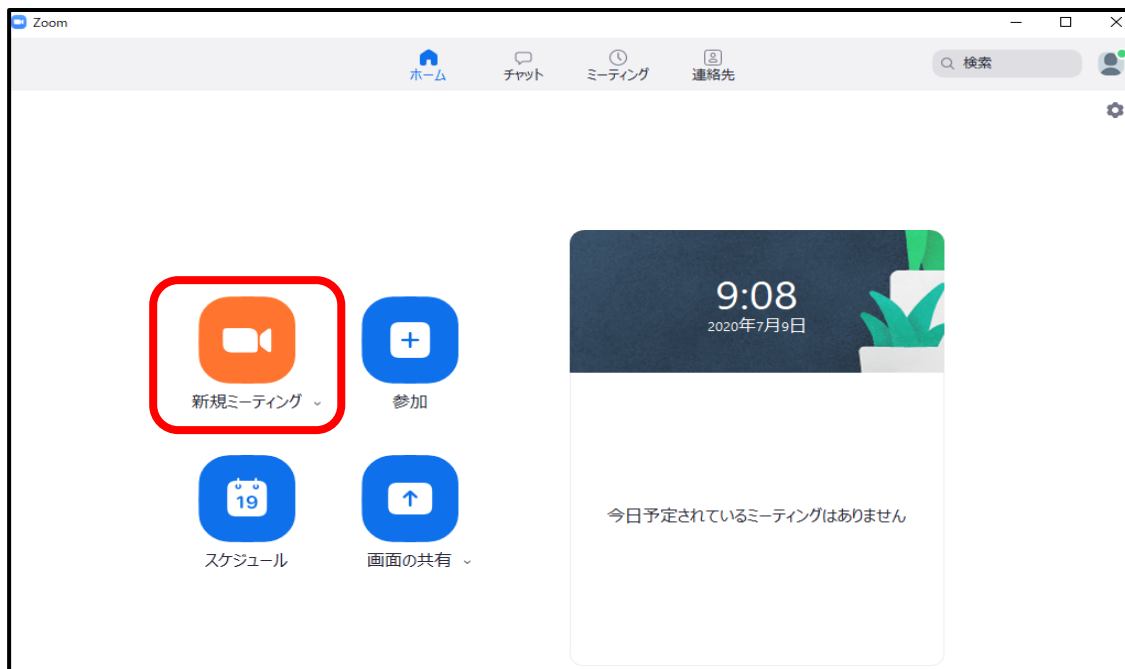 Zoom
ホーム
チャット
ミーティング
連絡先
検索
9:08
2020年7月9日
新規ミーティング
参加
19
スケジュール
画面の共有
今日予定されているミーティングはありません